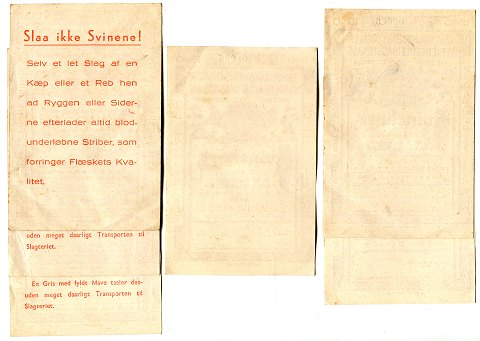 Slaa ikke Svinene!
Selv et let Slag af en
Kæp eller et Reb hen
ad Ryggen eller Sider-
ne efterlader altid blod-
underløbne Striber, som
forringer Flæskets Kva-
litet.
uden meget daarligt Transporten til
Slagteriet.
En Gris med fyldt Mave taaler des-
uden meget daarligt Transporten til
Slagteriet.